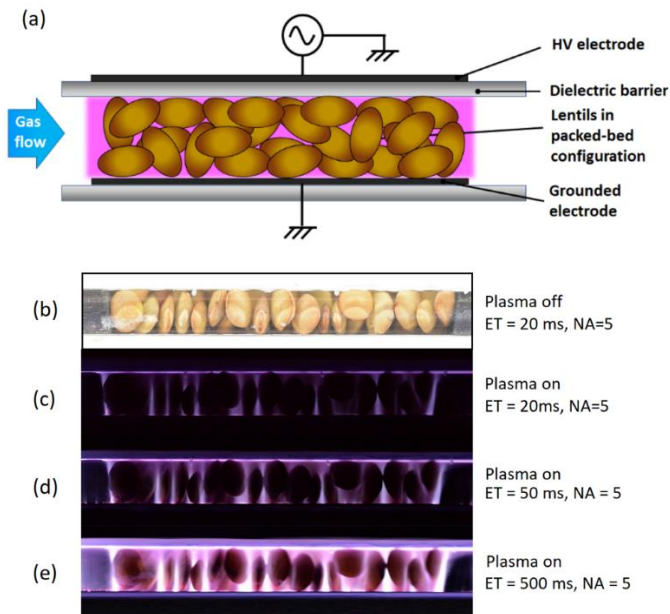 (a)
HV electrode
Dielectric barrier
Gas
flow
Lentils in
packed-bed
configuration
Grounded
electrode
(b)
Plasma off
ET = 20 ms, NA=5
(c)
Plasma on
ET = 20ms, NA=5
(d)
Plasma on
ET = 50 ms, NA = 5
(e)
Plasma on
ET = 500 ms, NA = 5